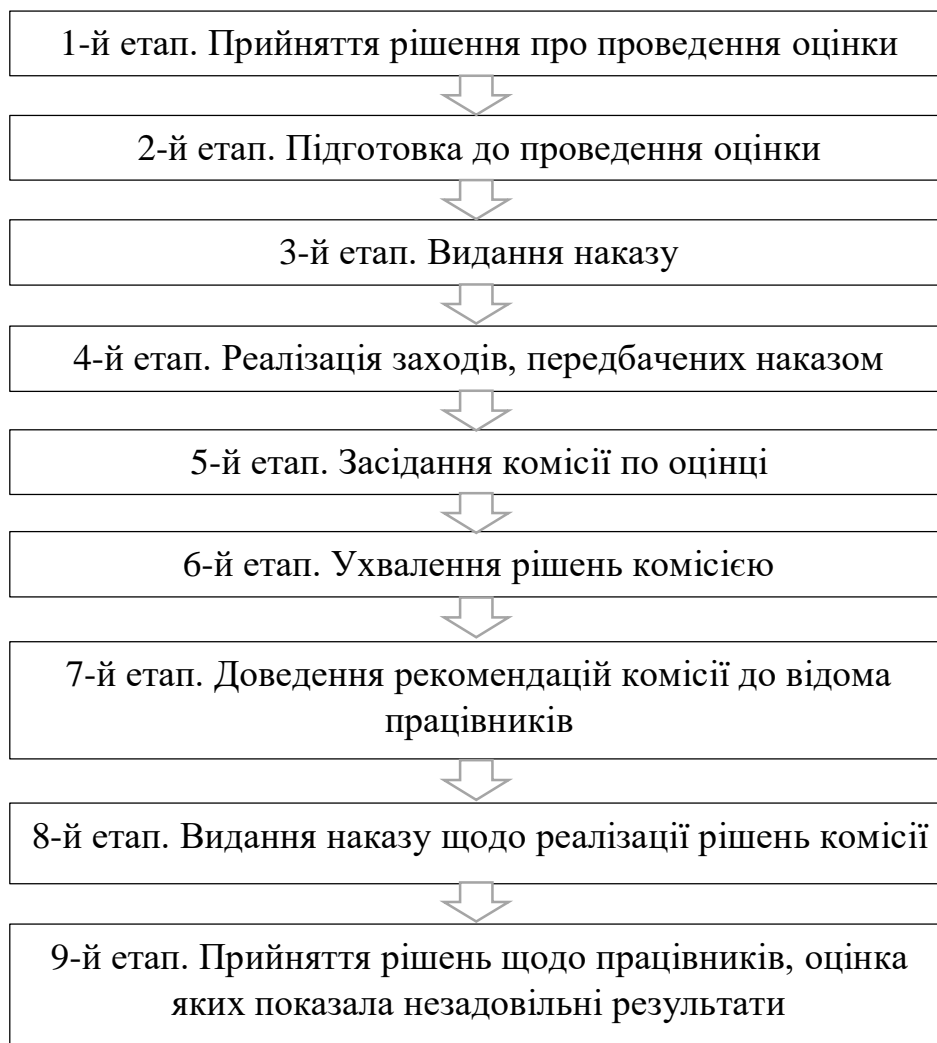 1-й етап. Прийняття рішення про проведення оцінки
2-й етап. Підготовка до проведення оцінки
3-й етап. Видання наказу
4-й етап. Реалізація заходів, передбачених наказом
5-й етап. Засідання комісії по оцінці
6-й етап. Ухвалення рішень комісією
7-й етап. Доведення рекомендацій комісії до відома
працівників
8-й етап. Видання наказу щодо реалізації рішень комісії
9-й етап. Прийняття рішень щодо працівників, оцінка
яких показала незадовільні результати